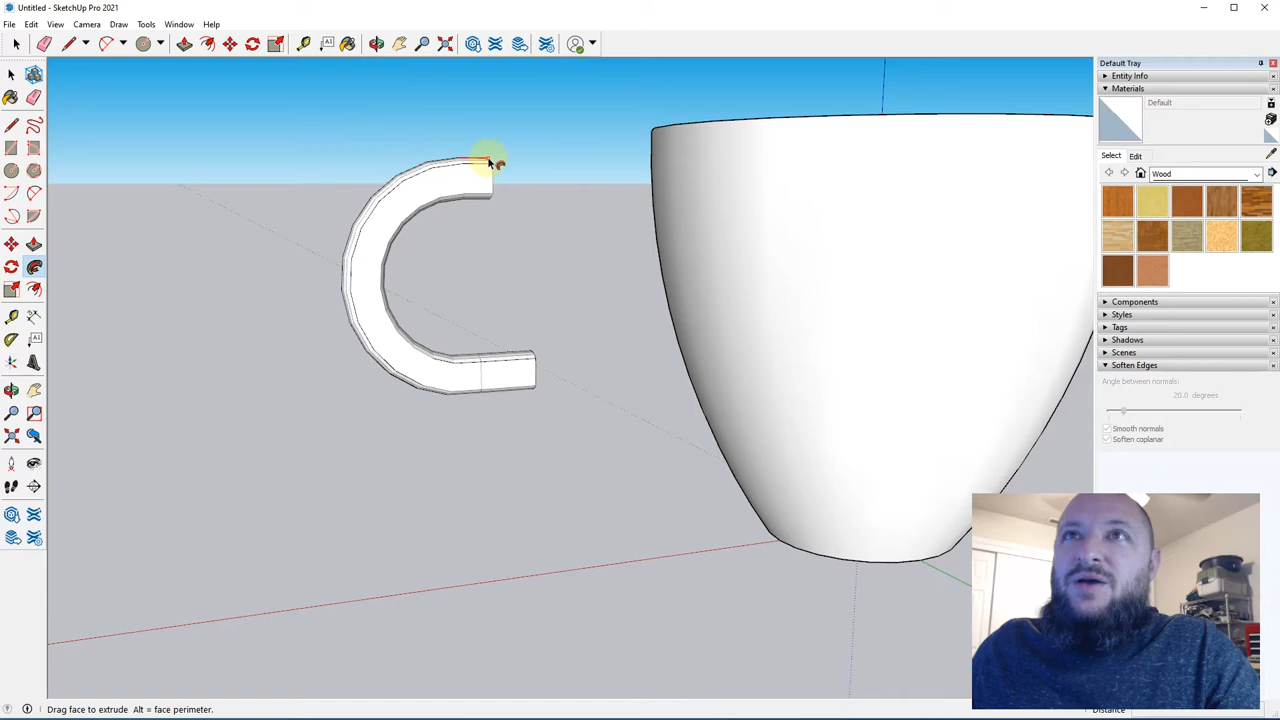 Untitled - SketchUp Pro 2021
File Edit View Camera Draw Tools Window Help
Default Tray
Entity Info
Materials
Default
Select Edit
Wood
Components
Styles
Tags
Shadows
Scenes
Soften Edges
Angle between normals:
20.0 degrees
Smooth normals
Soften coplanar
Drag face to extrude Alt = face perimeter.
Distance